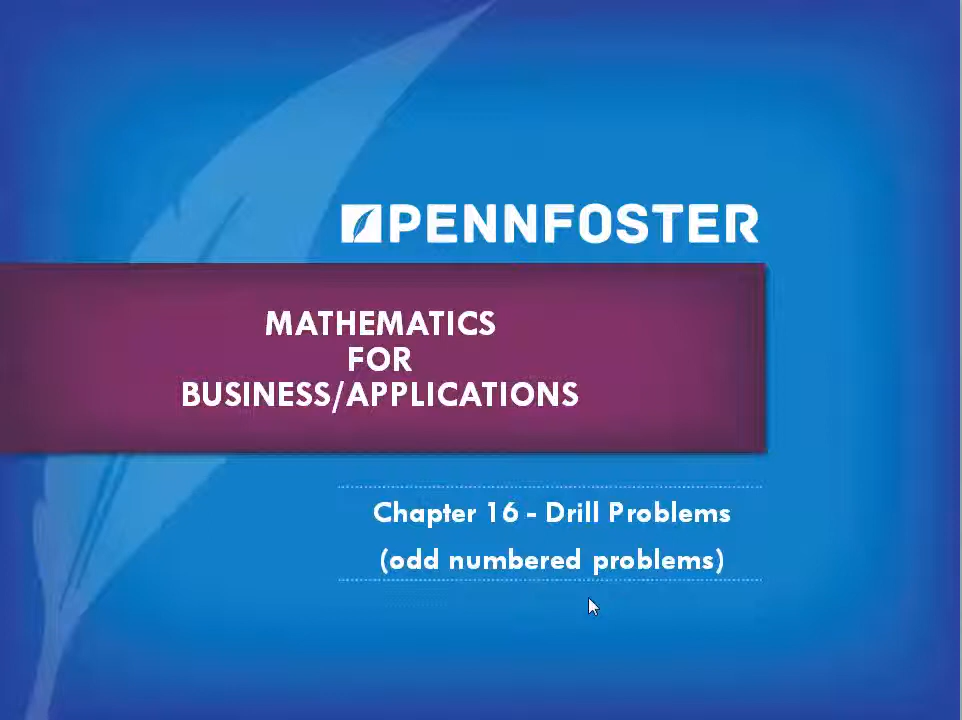 PENNFOSTER
MATHEMATICS
FOR
BUSINESS/APPLICATIONS
Chapter 16 - Drill Problems
(odd numbered problems)